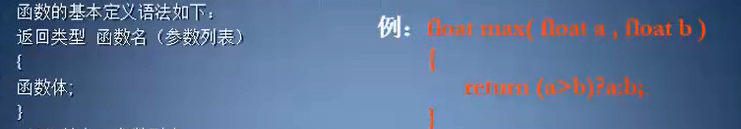 函数的基本定义语法如下：
返回类型 函数名（参数列表）
{
函数体;
}
例：float max( float a , float b )
{
return (a>b)?a:b;
}